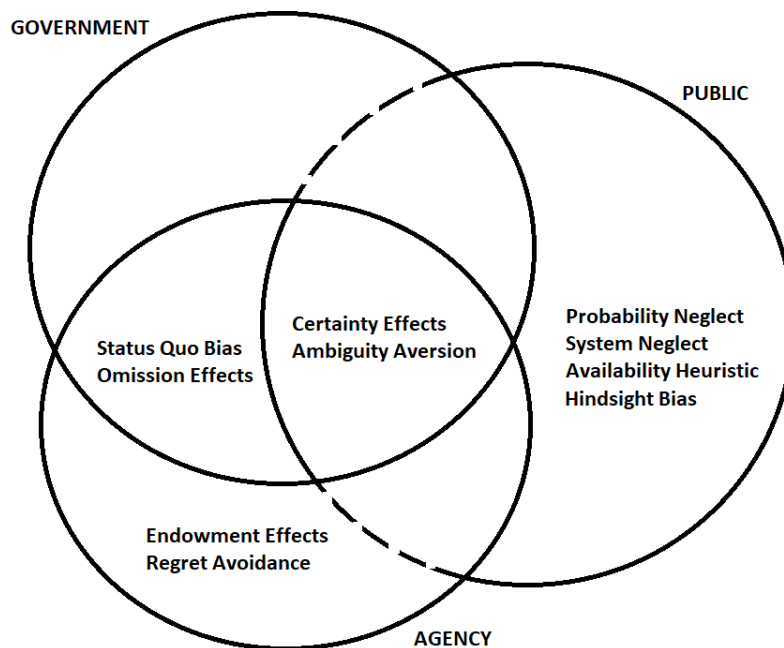 GOVERNMENT
PUBLIC
Status Quo Bias
Omission Effects
Certainty Effects
Ambiguity Aversion
Probability Neglect
System Neglect
Availability Heuristic
Hindsight Bias
Endowment Effects
Regret Avoidance
AGENCY